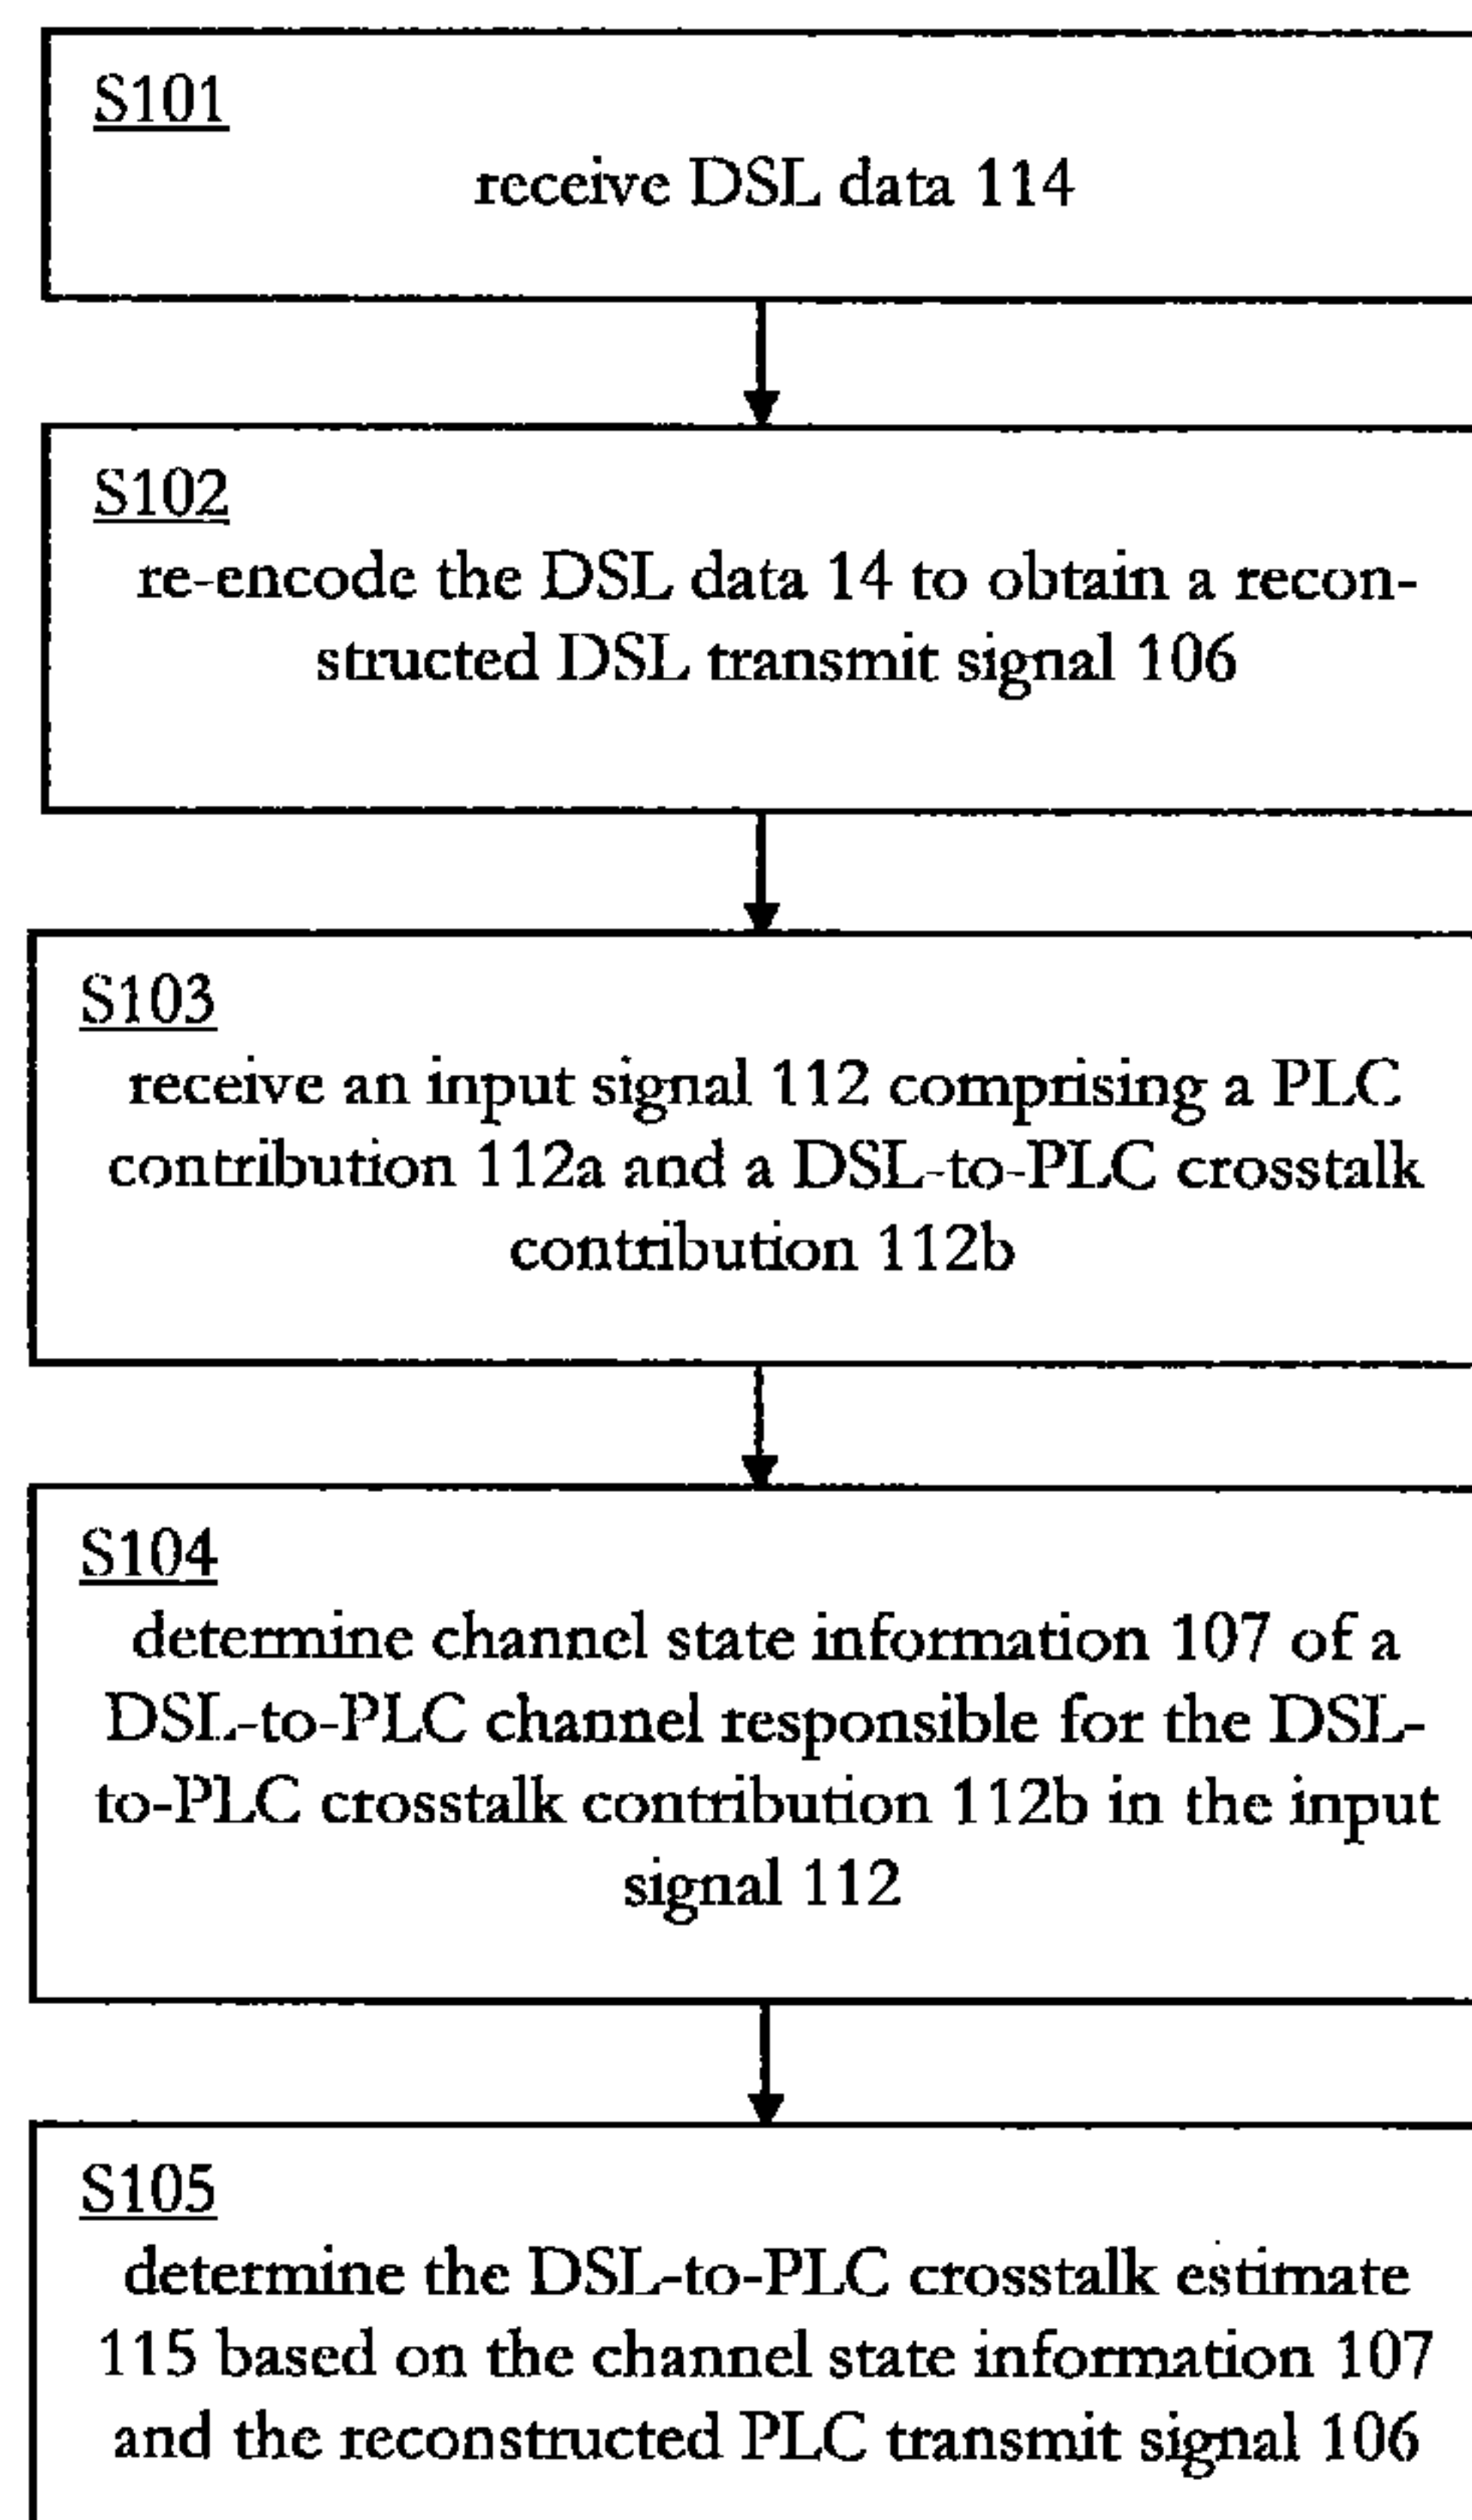 S101
receive DSL data 114
S102
re-encode the DSL data 14 to obtain a recon-
structed DSL transmit signal 106
S103
receive an input signal 112 comprising a PLC
contribution 112a and a DSL-to-PLC crosstalk
contribution 112b
S104
determine channel state information 107 of a
DSL-to-PLC channel responsible for the DSL-
to-PLC crosstalk contribution 112b in the input
signal 112
S105
determine the DSL-to-PLC crosstalk estimate
115 based on the channel state information 107
and the reconstructed PLC transmit signal 106